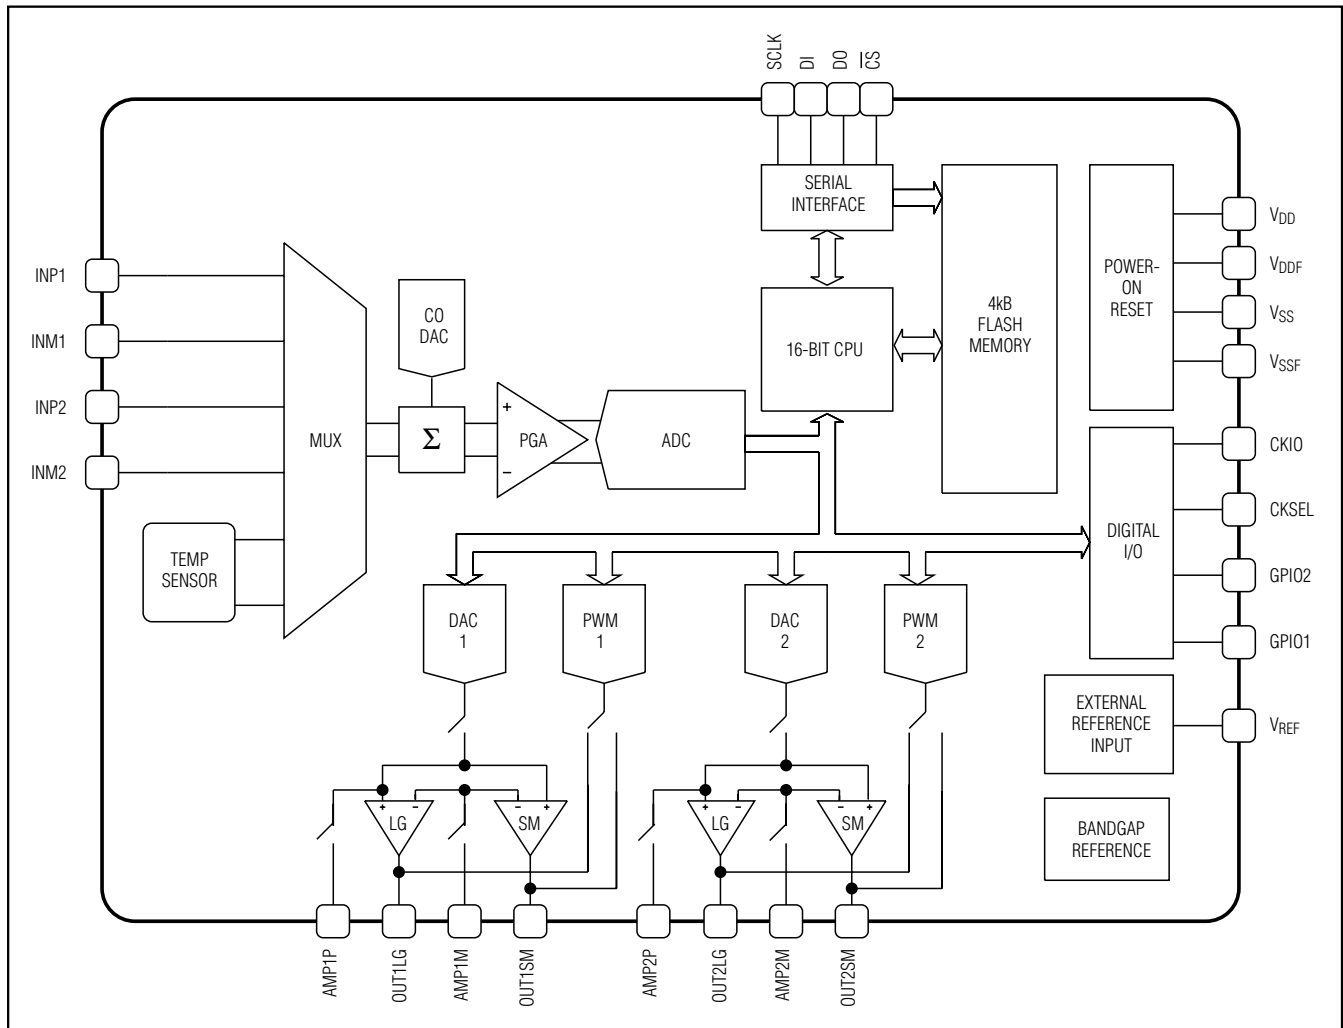 SCLK
DI
DO
CS
SERIAL
INTERFACE
4kB
FLASH
MEMORY
16-BIT CPU
POWER-
ON
RESET
VDD
VDDF
VSS
VSSF
INP1
INM1
INP2
INM2
MUX
CO
DAC
Σ
+
PGA
−
ADC
TEMP
SENSOR
DIGITAL
I/O
CKIO
CKSEL
GPIO2
GPIO1
DAC
1
PWM
1
DAC
2
PWM
2
EXTERNAL
REFERENCE
INPUT
VREF
BANDGAP
REFERENCE
+ −
LG
− +
SM
+ −
LG
− +
SM
AMP1P
OUT1LG
AMP1M
OUT1SM
AMP2P
OUT2LG
AMP2M
OUT2SM